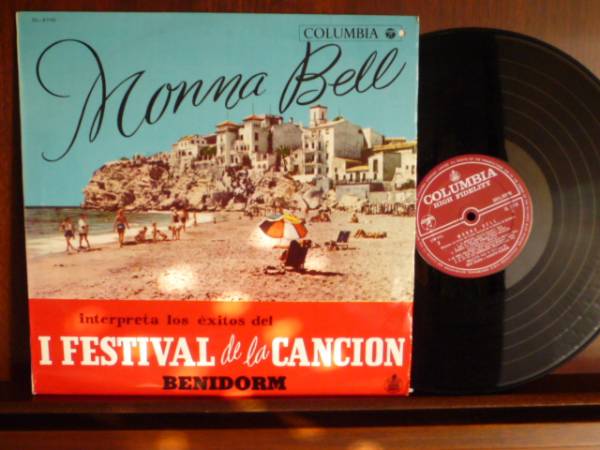 COLUMBIA
Monna Bell
interpreta los éxitos del
I FESTIVAL de la CANCION
BENIDORM
COLUMBIA
HIGH FIDELITY
MONNA BELL